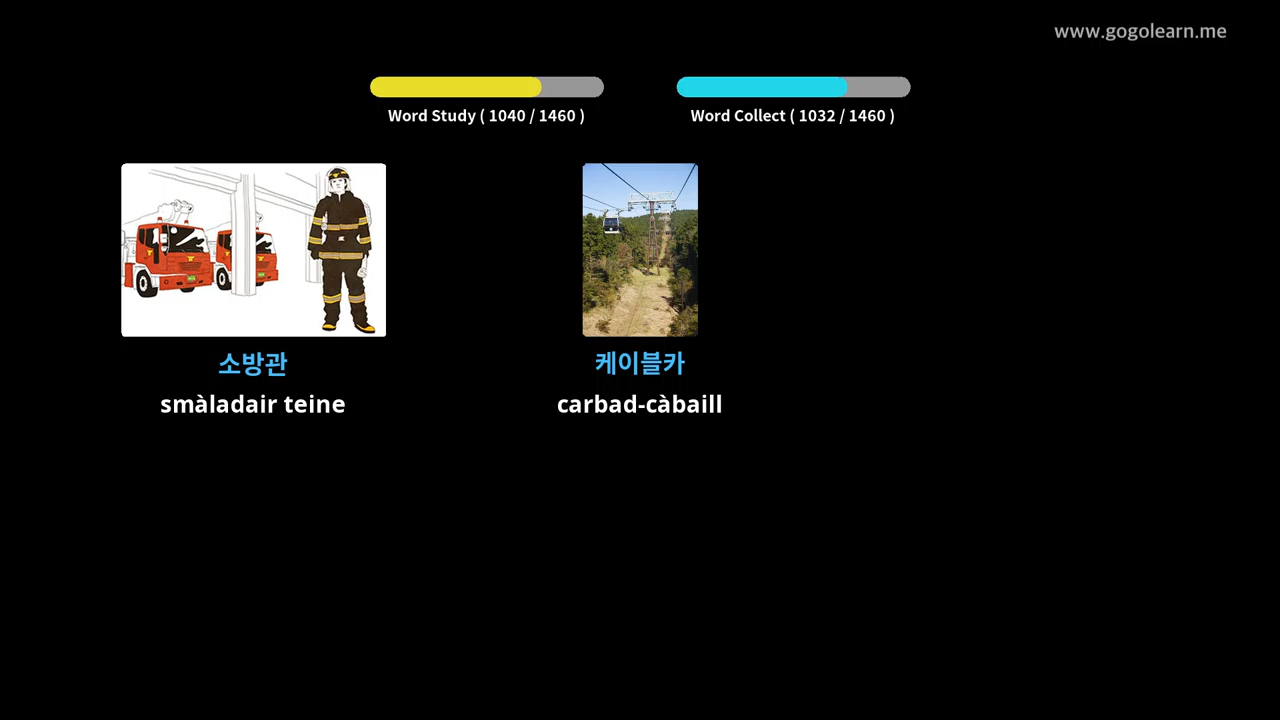 www.gogolearn.me
Word Study ( 1040 / 1460 )
Word Collect ( 1032 / 1460 )
소방관
smàladair teine
케이블카
carbad-càbaill